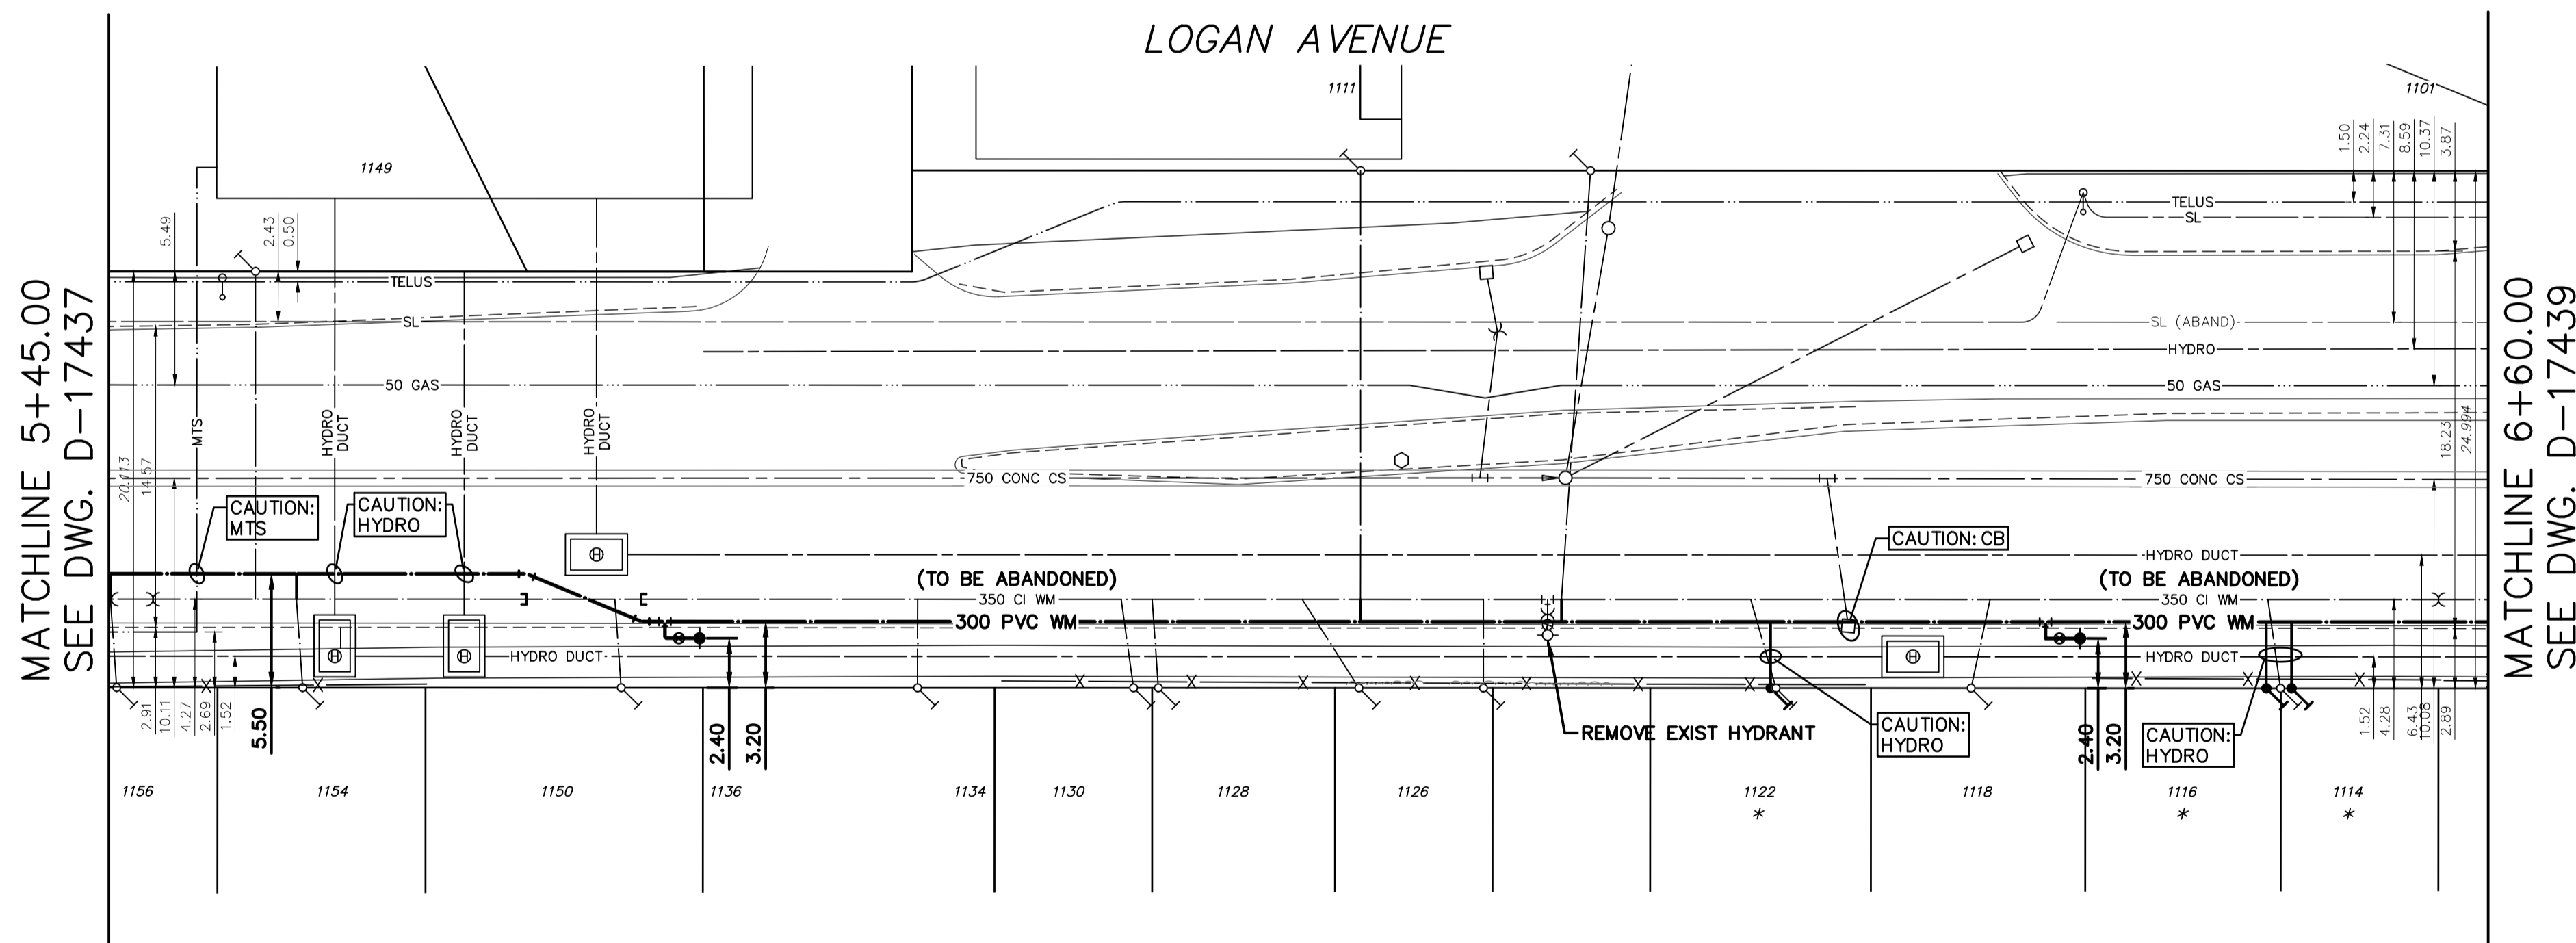 LOGAN AVENUE
MATCHLINE 5+45.00
SEE DWG. D-17437
MATCHLINE 6+60.00
SEE DWG. D-17439
1149
1111
1101
5.49
2.43
0.50
1.50
2.24
7.31
8.59
10.37
3.87
TELUS
TELUS
SL
SL
SL (ABAND)
HYDRO
50 GAS
50 GAS
MTS
HYDRO
DUCT
HYDRO
DUCT
HYDRO
DUCT
20.113
14.57
18.23
24.994
750 CONC CS
750 CONC CS
CAUTION:
MTS
CAUTION:
HYDRO
CAUTION: CB
HYDRO DUCT
(TO BE ABANDONED)
350 CI WM
300 PVC WM
(TO BE ABANDONED)
350 CI WM
300 PVC WM
H
H
H
H
HYDRO DUCT
HYDRO DUCT
2.91
10.11
4.27
2.69
1.52
5.50
2.40
3.20
REMOVE EXIST HYDRANT
CAUTION:
HYDRO
2.40
3.20
CAUTION:
HYDRO
1.52
4.28
6.43
10.08
2.89
1156
1154
1150
1136
1134
1130
1128
1126
1122
*
1118
1116
*
1114
*